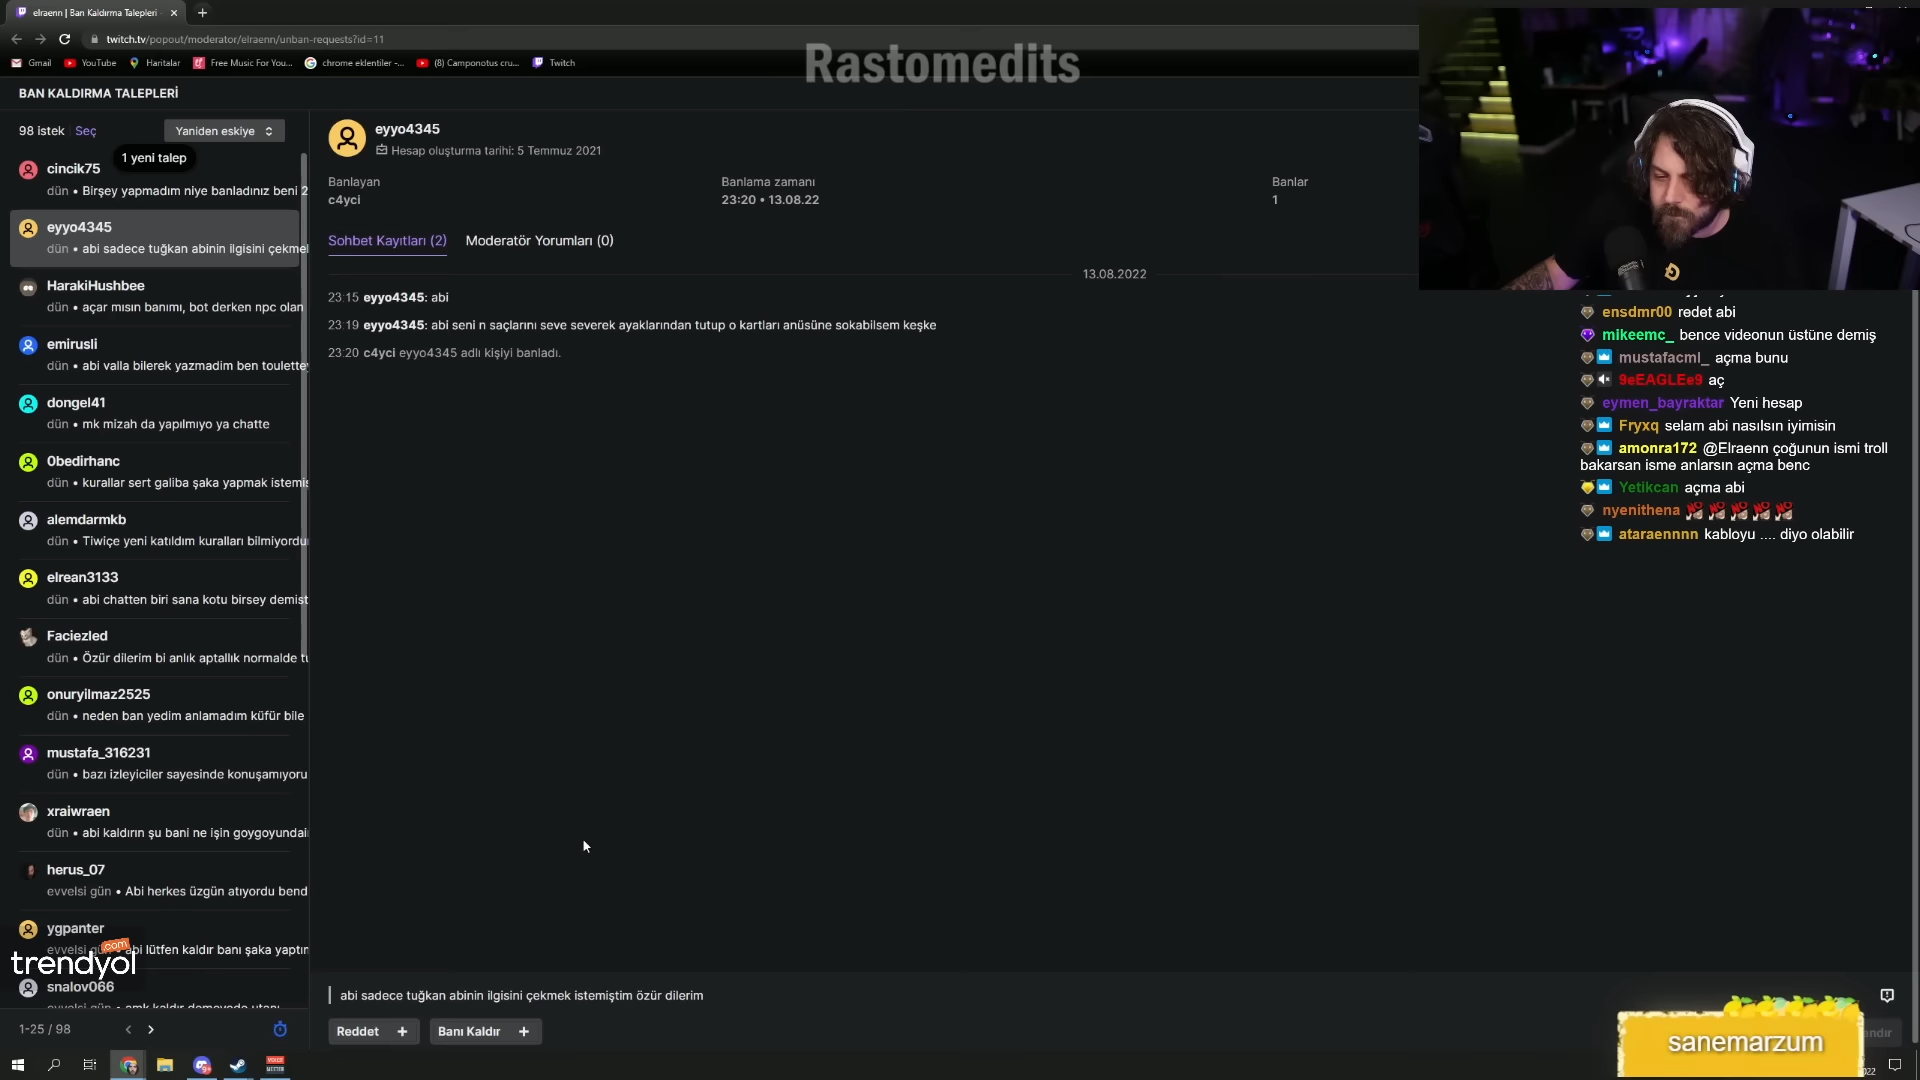 elraenn | Ban Kaldırma Talepleri
twitch.tv/popout/moderator/elraenn/unban-requests?id=11
Gmail
YouTube
Haritalar
Free Music For You...
chrome eklentiler -...
(8) Camponotus cru...
Twitch
Rastomedits
BAN KALDIRMA TALEPLERİ
98 istek
Seç
Yaniden eskiye
1 yeni talep
cincik75
dün • Birşey yapmadım niye banladınız beni 2
eyyo4345
dün • abi sadece tuğkan abinin ilgisini çekmel
HarakiHushbee
dün • açar mısın banımı, bot derken npc olan
emirusli
dün • abi valla bilerek yazmadim ben toulette
dongel41
dün • mk mizah da yapılmıyo ya chatte
0bedirhanc
dün • kurallar sert galiba şaka yapmak istemiş
alemdarmkb
dün • Tiwiçe yeni katıldım kuralları bilmiyordu
elrean3133
dün • abi chatten biri sana kotu birsey demist
Faciezled
dün • Özür dilerim bi anlık aptallık normalde tu
onuryilmaz2525
dün • neden ban yedim anlamadım küfür bile
mustafa_316231
dün • bazı izleyiciler sayesinde konuşamıyoru
xraiwraen
dün • abi kaldırın şu bani ne işin goygoyundai
herus_07
evvelsi gün • Abi herkes üzgün atıyordu bend
ygpanter
evvelsi gün • abi lütfen kaldır banı şaka yaptım
trendyol
.com
snalov066
1-25 / 98
eyyo4345
Hesap oluşturma tarihi: 5 Temmuz 2021
Banlayan
c4yci
Banlama zamanı
23:20 • 13.08.22
Banlar
1
Sohbet Kayıtları (2)
Moderatör Yorumları (0)
13.08.2022
23:15 eyyo4345: abi
23:19 eyyo4345: abi seni n saçlarını seve severek ayaklarından tutup o kartları anüsüne sokabilsem keşke
23:20 c4yci eyyo4345 adlı kişiyi banladı.
abi sadece tuğkan abinin ilgisini çekmek istemiştim özür dilerim
Reddet
Banı Kaldır
ensdmr00 redet abi
mikeemc_ bence videonun üstüne demiş
mustafacml_ açma bunu
9eEAGLEe9 aç
eymen_bayraktar Yeni hesap
Fryxq selam abi nasılsın iyimisin
amonra172 @Elraenn çoğunun ismi troll
bakarsan isme anlarsın açma benc
Yetikcan açma abi
nyenithena
ataraennnn kabloyu .... diyo olabilir
sanemarzum